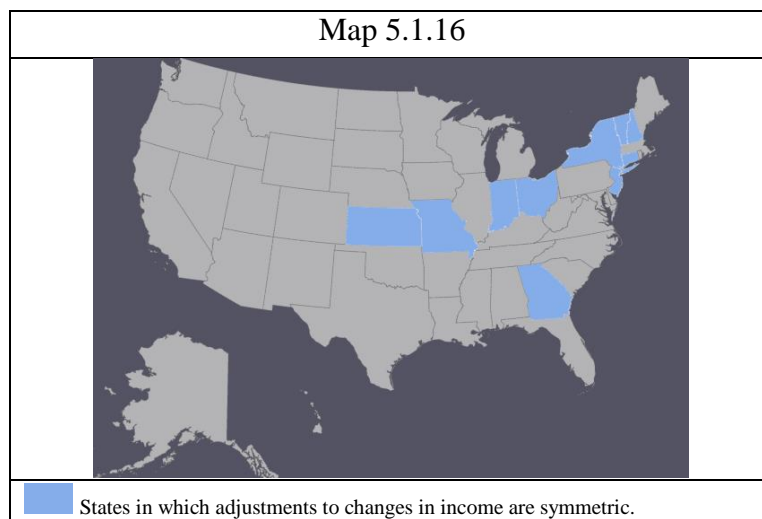 Map 5.1.16
States in which adjustments to changes in income are symmetric.